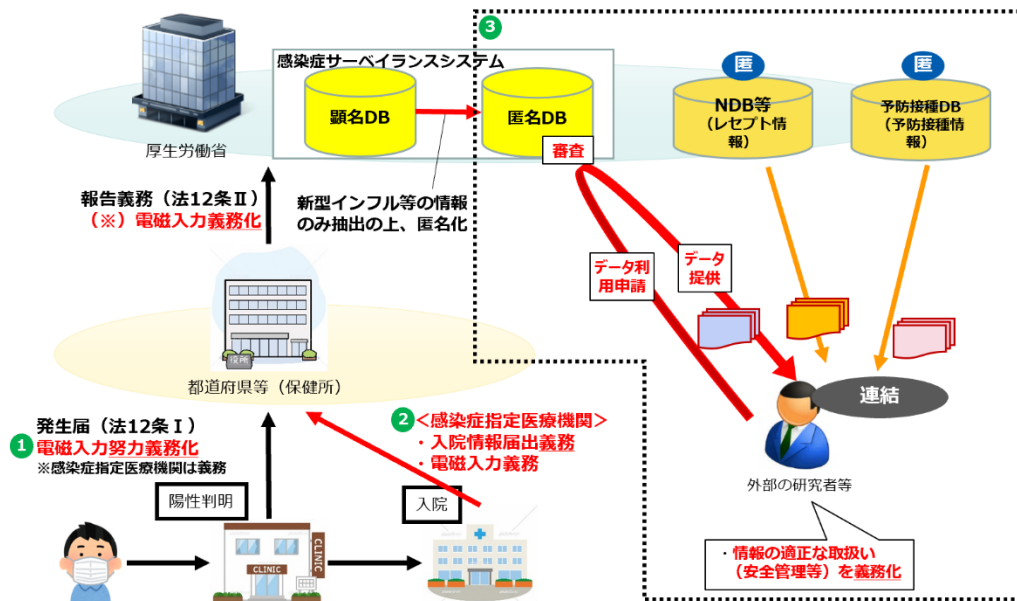 3
感染症サーベイランスシステム
顕名DB
匿名DB
審査
匿
NDB等
（レセプト情
報）
匿
予防接種DB
（予防接種情
報）
厚生労働省
報告義務（法12条Ⅱ）
（※）電磁入力義務化
新型インフル等の情報
のみ抽出の上、匿名化
データ利
用申請
データ
提供
役所
都道府県等（保健所）
連結
外部の研究者等
・情報の適正な取扱い
（安全管理等）を義務化
1
発生届（法12条Ⅰ）
電磁入力努力義務化
※感染症指定医療機関は義務
2
＜感染症指定医療機関＞
・入院情報届出義務
・電磁入力義務
陽性判明
入院
CLINIC
CLINIC